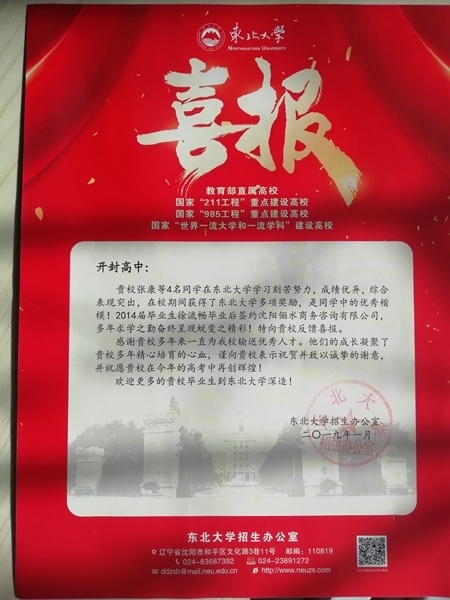 东北大学
NORTHEASTERN UNIVERSITY
喜报
教育部直属高校
国家“211工程”重点建设高校
国家“985工程”重点建设高校
国家“世界一流大学和一流学科”建设高校
开封高中：
贵校张康等4名同学在东北大学学习刻苦努力，成绩优异，综合
表现突出，在校期间获得了东北大学多项奖励，是同学中的优秀楷
模！2014届毕业生徐流畅毕业后签约沈阳俪水商务咨询有限公司，
多年求学之勤奋终呈现蜕变之精彩！特向贵校反馈喜报。
感谢贵校多年来一直为我校输送优秀人才。他们的成长凝聚了
贵校多年精心培育的心血，谨向贵校表示祝贺并致以诚挚的谢意，
并祝愿贵校在今年的高考中再创辉煌！
欢迎更多的贵校毕业生到东北大学深造！
东北大学招生办公室
二〇一九年一月
东北大学招生办公室
辽宁省沈阳市和平区文化路3巷11号 邮编：110819
024-83687392 024-23891272
ddzsb@mail.neu.edu.cn http://www.neuzs.com